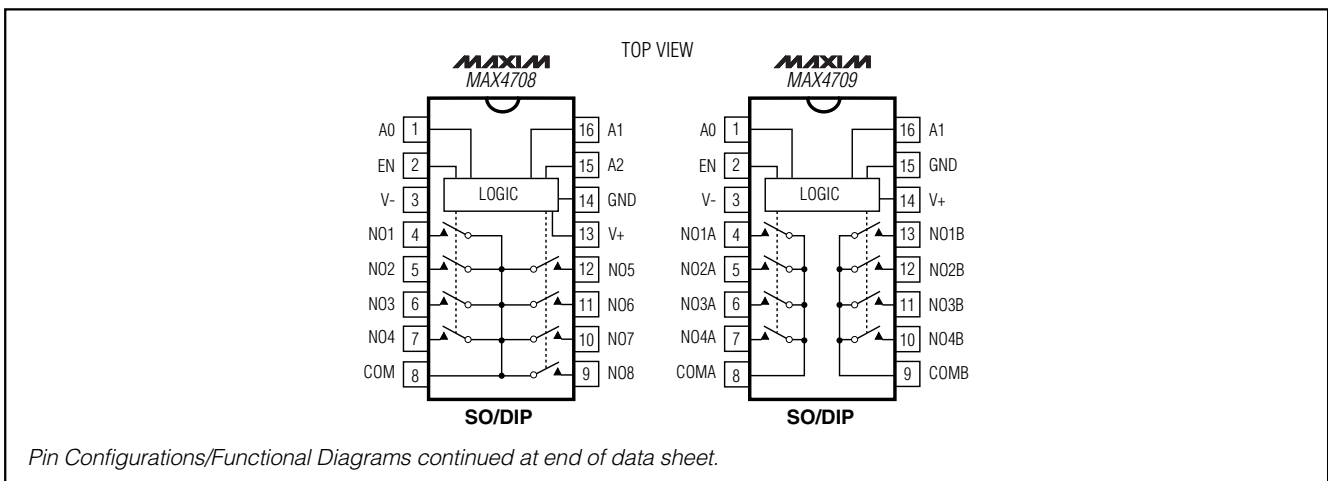 TOP VIEW
MAXIM
MAX4708
A0 1
16 A1
EN 2
15 A2
V- 3
LOGIC
14 GND
NO1 4
13 V+
NO2 5
12 NO5
NO3 6
11 NO6
NO4 7
10 NO7
COM 8
9 NO8
SO/DIP
MAXIM
MAX4709
A0 1
16 A1
EN 2
15 GND
V- 3
LOGIC
14 V+
NO1A 4
13 NO1B
NO2A 5
12 NO2B
NO3A 6
11 NO3B
NO4A 7
10 NO4B
COMA 8
9 COMB
SO/DIP
Pin Configurations/Functional Diagrams continued at end of data sheet.